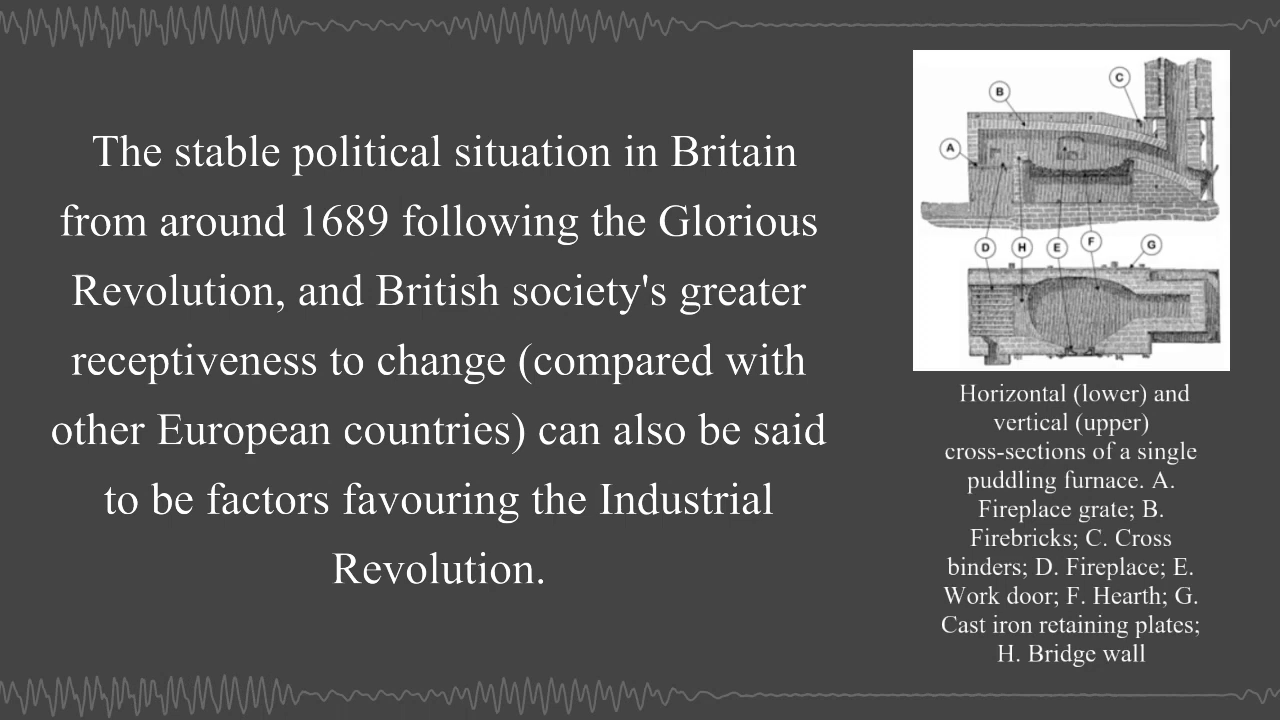 The stable political situation in Britain
from around 1689 following the Glorious
Revolution, and British society's greater
receptiveness to change (compared with
other European countries) can also be said
to be factors favouring the Industrial
Revolution.
C
B
A
D H E F G
Horizontal (lower) and
vertical (upper)
cross-sections of a single
puddling furnace. A.
Fireplace grate; B.
Firebricks; C. Cross
binders; D. Fireplace; E.
Work door; F. Hearth; G.
Cast iron retaining plates;
H. Bridge wall